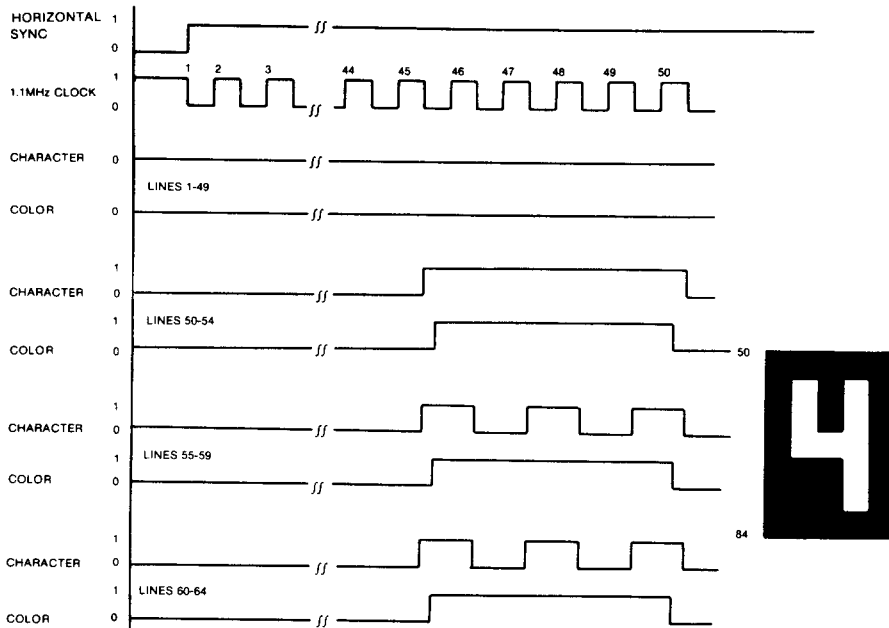 HORIZONTAL SYNC 1 0
1 2 3 44 45 46 47 48 49 50
1.1MHz CLOCK 1 0
CHARACTER 0
LINES 1-49
COLOR 0
1
CHARACTER 0
1 LINES 50-54
COLOR 0
50
1
CHARACTER 0
1 LINES 55-59
COLOR 0
84
1
CHARACTER 0
1 LINES 60-64
COLOR 0
4